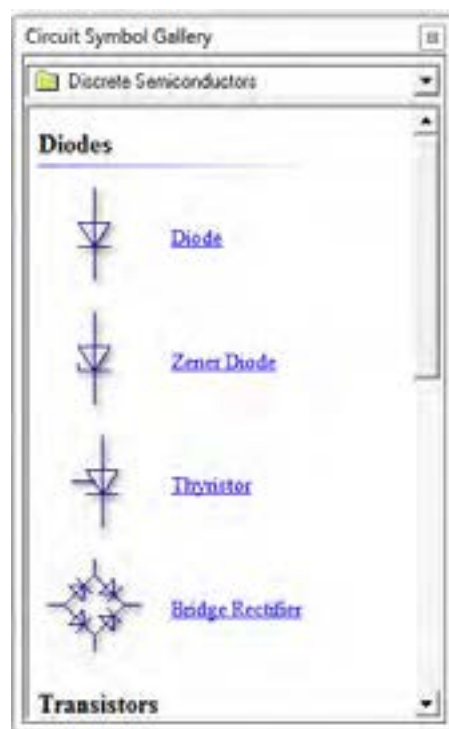 Circuit Symbol Gallery
Discrete Semiconductors
Diodes
Diode
Zener Diode
Thyristor
Bridge Rectifier
Transistors